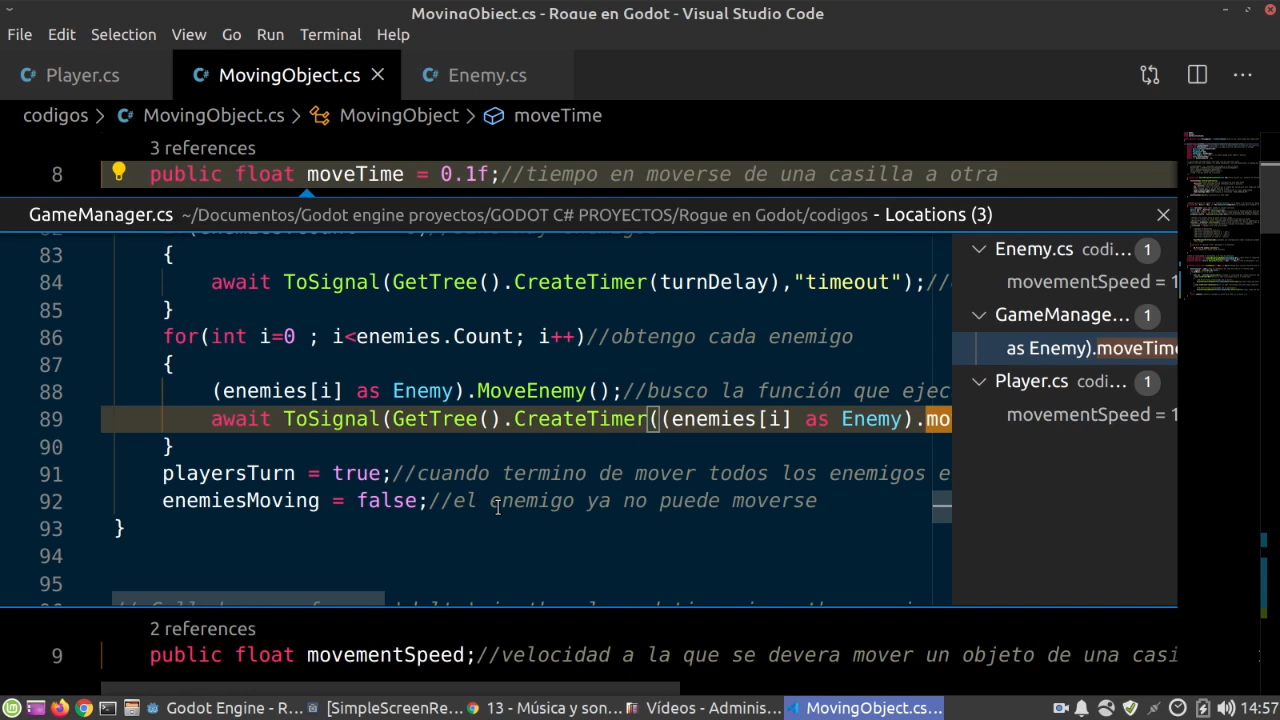 MovingObject.cs - Rogue en Godot - Visual Studio Code
File Edit Selection View Go Run Terminal Help
Player.cs MovingObject.cs Enemy.cs
codigos > MovingObject.cs > MovingObject > moveTime
3 references
8 public float moveTime = 0.1f;//tiempo en moverse de una casilla a otra
GameManager.cs ~/Documentos/Godot engine proyectos/GODOT C# PROYECTOS/Rogue en Godot/codigos - Locations (3)
83 {
84 await ToSignal(GetTree().CreateTimer(turnDelay),"timeout");/
85 }
86 for(int i=0 ; i<enemies.Count; i++)//obtengo cada enemigo
87 {
88 (enemies[i] as Enemy).MoveEnemy();//busco la función que ejec
89 await ToSignal(GetTree().CreateTimer((enemies[i] as Enemy).mo
90 }
91 playersTurn = true;//cuando termino de mover todos los enemigos e
92 enemiesMoving = false;//el enemigo ya no puede moverse
93 }
94
95
Enemy.cs codi... 1
movementSpeed = 1
GameManage... 1
as Enemy).moveTime
Player.cs codi... 1
movementSpeed = 1
2 references
9 public float movementSpeed;//velocidad a la que se devera mover un objeto de una casi
Godot Engine - R... [SimpleScreenRe... 13 - Música y son... Vídeos - Adminis... MovingObject.cs... 14:57